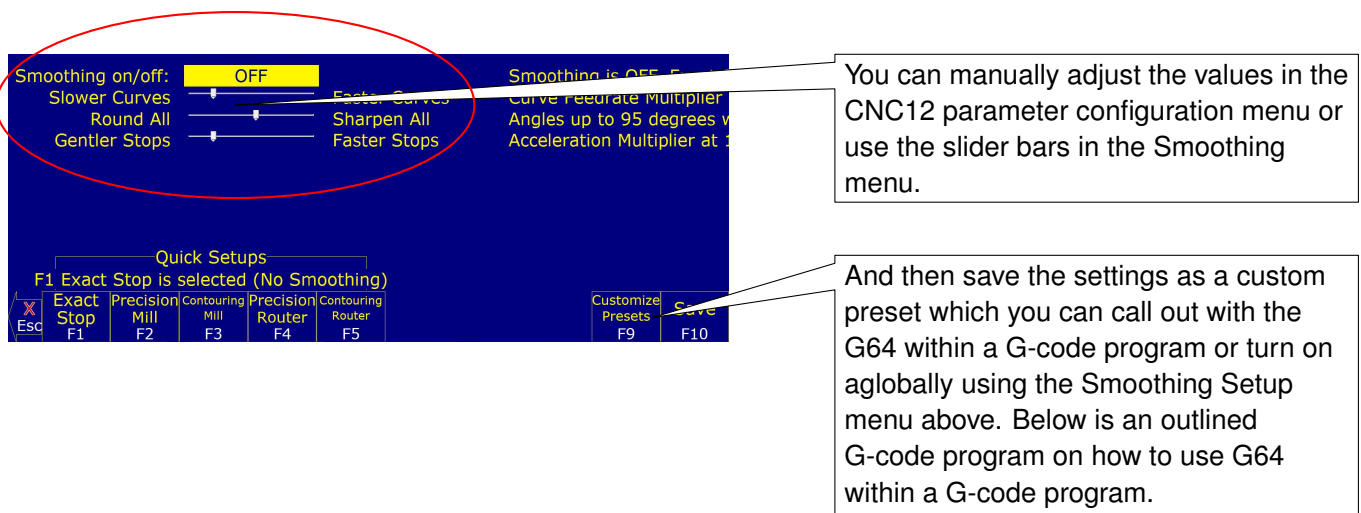 Smoothing on/off: OFF Smoothing is OFF.
Slower Curves Faster Curves Curve Feedrate Multiplier
Round All Sharpen All Angles up to 95 degrees
Gentler Stops Faster Stops Acceleration Multiplier at
You can manually adjust the values in the
CNC12 parameter configuration menu or
use the slider bars in the Smoothing
menu.
Quick Setups
F1 Exact Stop is selected (No Smoothing)
X
Esc
Exact
Stop
F1
Precision
Mill
F2
Contouring
Mill
F3
Precision
Router
F4
Contouring
Router
F5
Customize
Presets
F9
Save
F10
And then save the settings as a custom
preset which you can call out with the
G64 within a G-code program or turn on
aglobally using the Smoothing Setup
menu above. Below is an outlined
G-code program on how to use G64
within a G-code program.